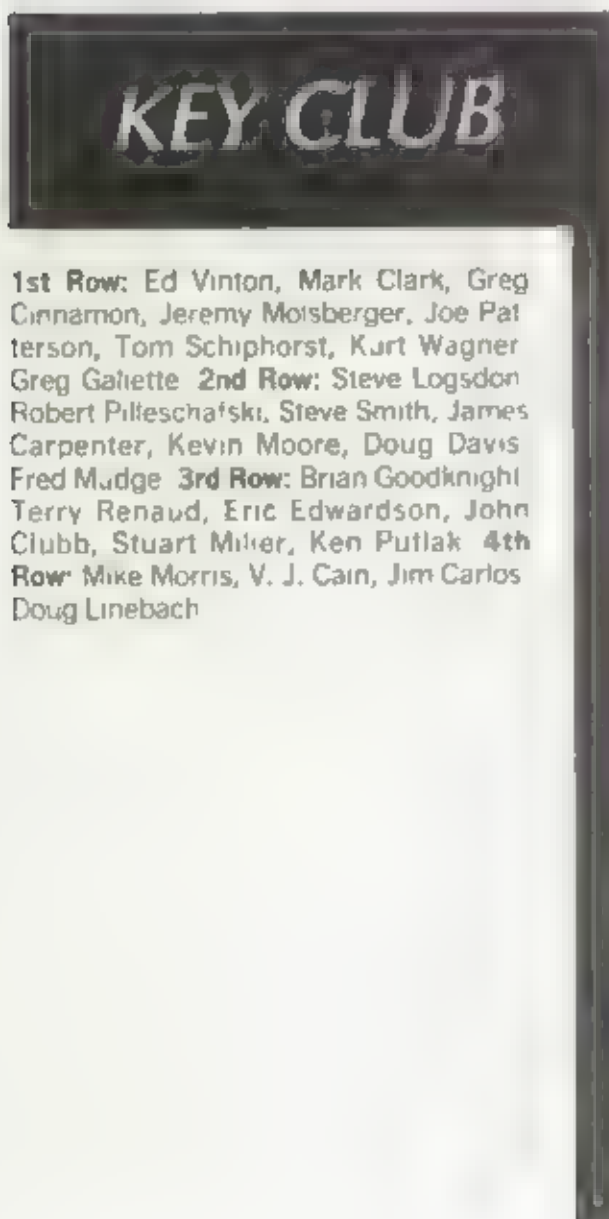 KEY CLUB
1st Row: Ed Vinton, Mark Clark, Greg
Cinnamon, Jeremy Motsberger, Joe Pat
terson, Tom Schiphorst, Kurt Wagner
Greg Galiette 2nd Row: Steve Logsdon
Robert Pilleschafski, Steve Smith, James
Carpenter, Kevin Moore, Doug Davis
Fred Mudge 3rd Row: Brian Goodknight
Terry Renaud, Eric Edwardson, John
Clubb, Stuart Miller, Ken Putlak 4th
Row: Mike Morris, V. J. Cain, Jim Carlos
Doug Linebach